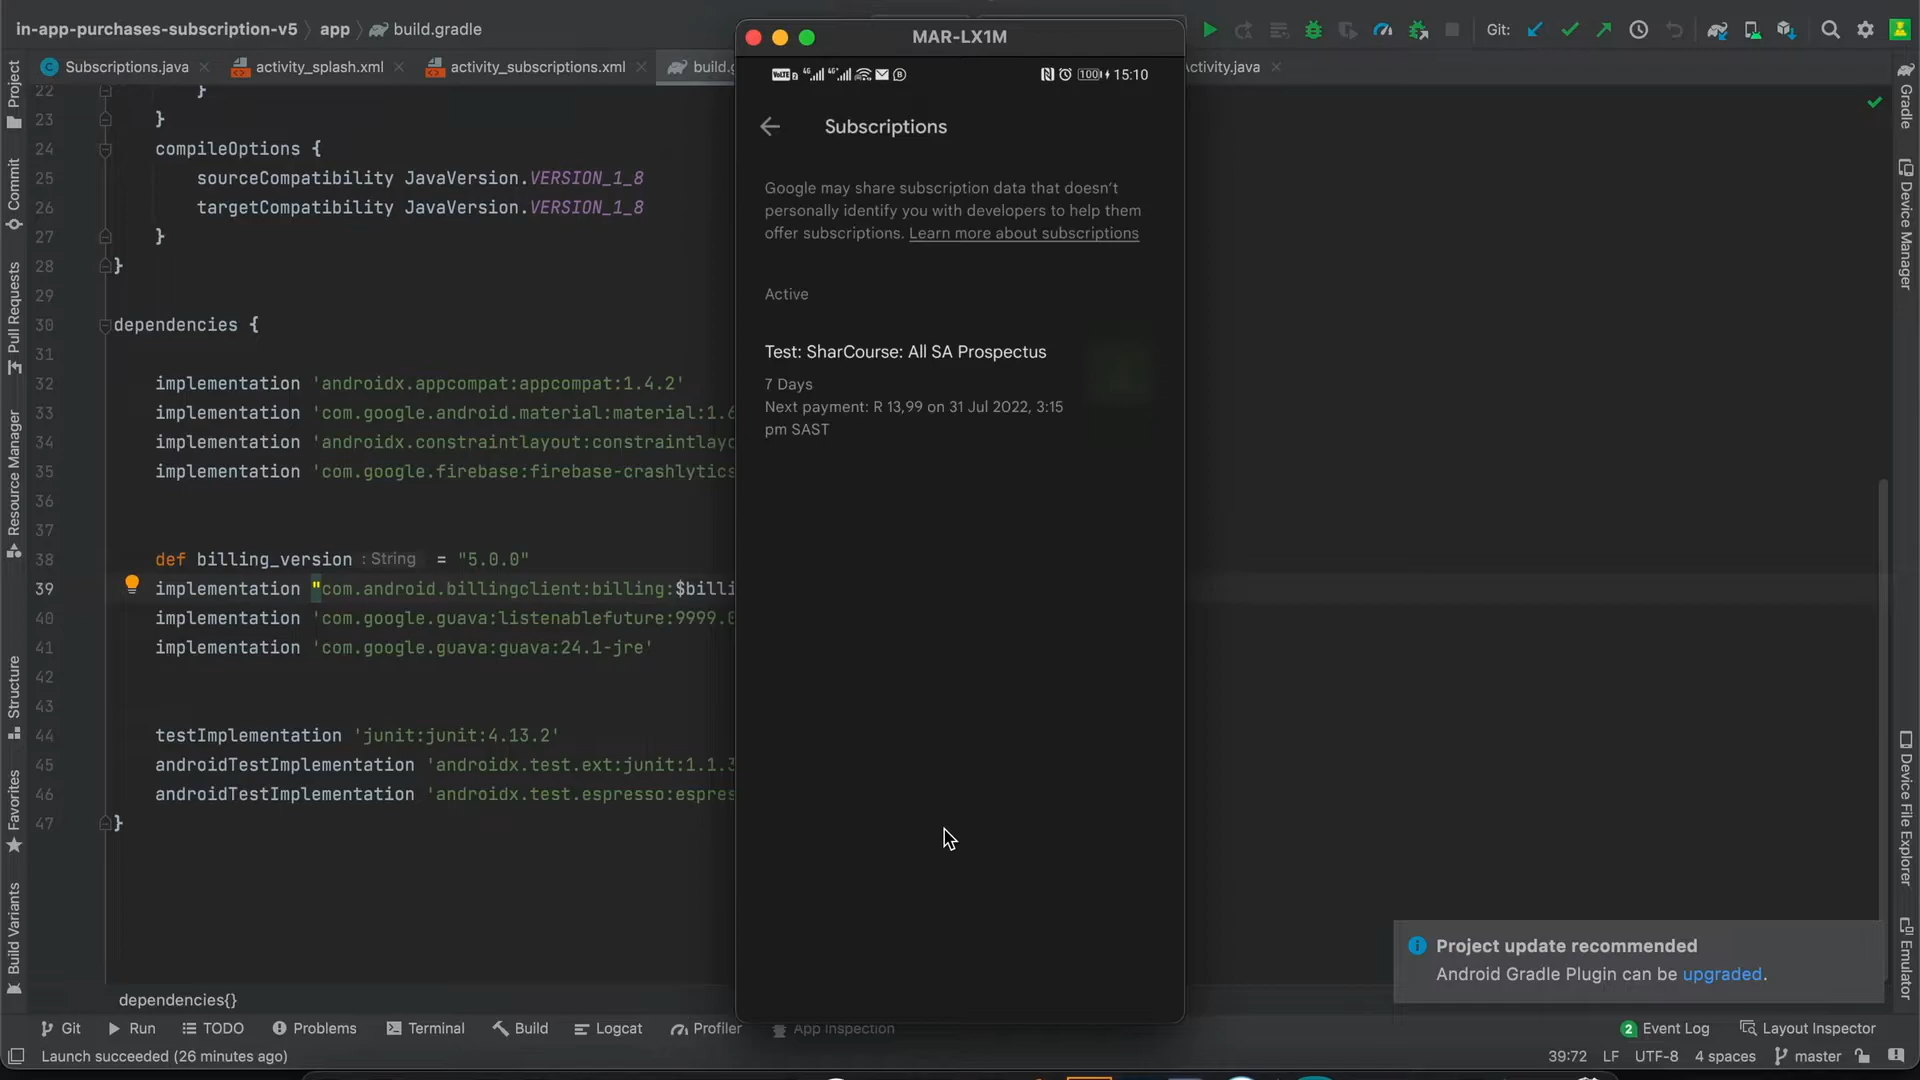 in-app-purchases-subscription-v5 app build.gradle
MAR-LX1M
Git:
Subscriptions.java
activity_splash.xml
activity_subscriptions.xml
build.g
ctivity.java
15:10
Subscriptions
Google may share subscription data that doesn't
personally identify you with developers to help them
offer subscriptions. Learn more about subscriptions
Active
Test: SharCourse: All SA Prospectus
7 Days
Next payment: R 13,99 on 31 Jul 2022, 3:15
pm SAST
22 }
23 }
24 compileOptions {
25 sourceCompatibility JavaVersion.VERSION_1_8
26 targetCompatibility JavaVersion.VERSION_1_8
27 }
28 }
29
30 dependencies {
31
32 implementation 'androidx.appcompat:appcompat:1.4.2'
33 implementation 'com.google.android.material:material:1.6
34 implementation 'androidx.constraintlayout:constraintlayo
35 implementation 'com.google.firebase:firebase-crashlytics
36
37
38 def billing_version : String = "5.0.0"
39 implementation "com.android.billingclient:billing:$billi
40 implementation 'com.google.guava:listenablefuture:9999.0
41 implementation 'com.google.guava:guava:24.1-jre'
42
43
44 testImplementation 'junit:junit:4.13.2'
45 androidTestImplementation 'androidx.test.ext:junit:1.1.3
46 androidTestImplementation 'androidx.test.espresso:espres
47 }
dependencies{}
Project
Commit
Pull Requests
Resource Manager
Structure
Favorites
Build Variants
Gradle
Device Manager
Device File Explorer
Emulator
Project update recommended
Android Gradle Plugin can be upgraded.
Git Run TODO Problems Terminal Build Logcat Profiler App Inspection
2 Event Log Layout Inspector
Launch succeeded (26 minutes ago)
39:72 LF UTF-8 4 spaces master